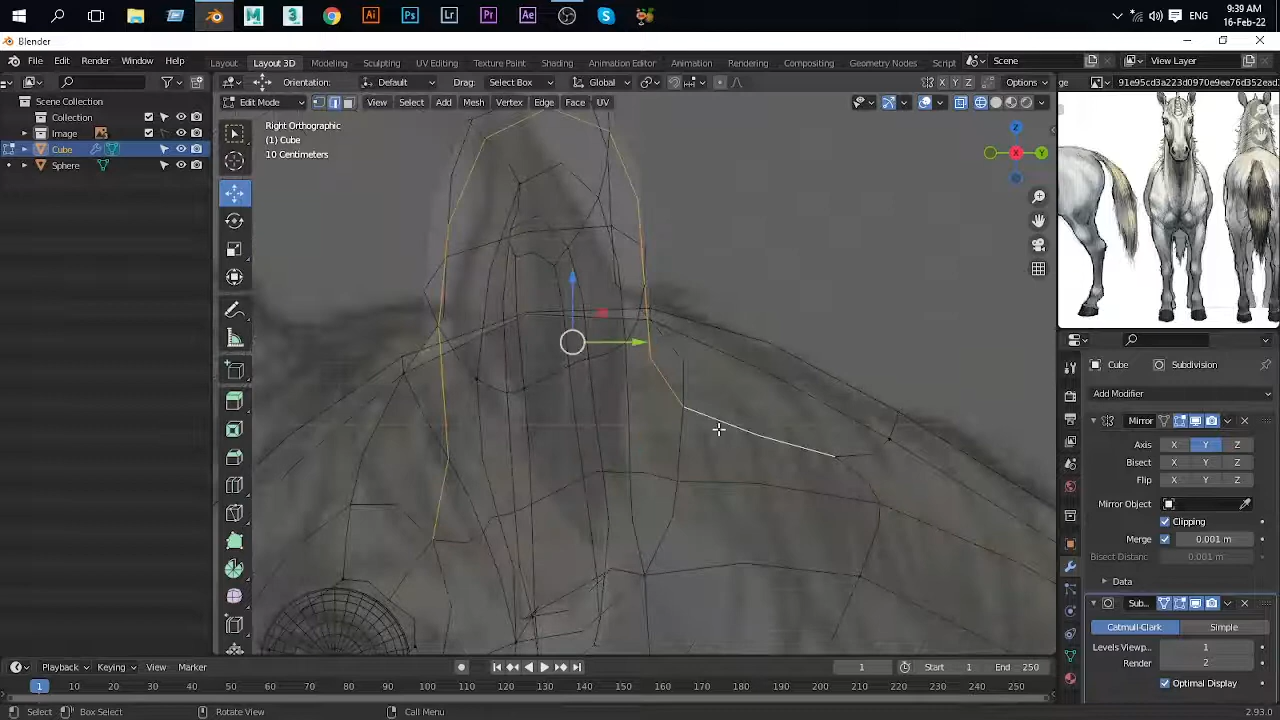 9:39 AM
ENG
16-Feb-22
Blender
File Edit Render Window Help
Layout Layout 3D Modeling Sculpting UV Editing Texture Paint Shading Animation Editor Animation Rendering Compositing Geometry Nodes Script
Scene
View Layer
Orientation: Default Drag: Select Box Global X Y Z Options
ge 91e95cd3a223d0970e9ee76d352ead
Scene Collection
Collection
Image
Cube
Sphere
Edit Mode View Select Add Mesh Vertex Edge Face UV
Right Orthographic
(1) Cube
10 Centimeters
Z
X
Y
Cube Subdivision
Add Modifier
Mirror
Axis X Y Z
Bisect X Y Z
Flip X Y Z
Mirror Object
Clipping
Merge 0.001 m
Bisect Distanc 0.001 m
Data
Sub...
Catmull-Clark Simple
Levels Viewp... 1
Render 2
Optimal Display
Playback Keying View Marker 1 Start 1 End 250
1 10 20 30 40 50 60 70 80 90 100 110 120 130 140 150 160 170 180 190 200 210 220 230 240 250
Select Box Select Rotate View Call Menu 2.93.0